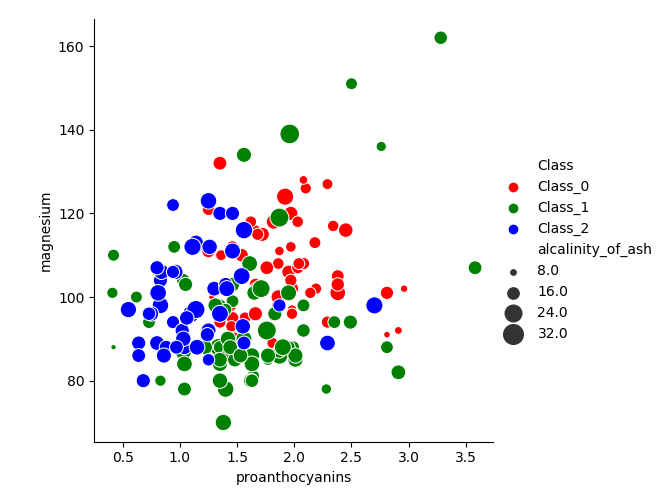 160
140
120
100
80
magnesium
0.5 1.0 1.5 2.0 2.5 3.0 3.5
proanthocyanins
Class
Class_0
Class_1
Class_2
alcalinity_of_ash
8.0
16.0
24.0
32.0